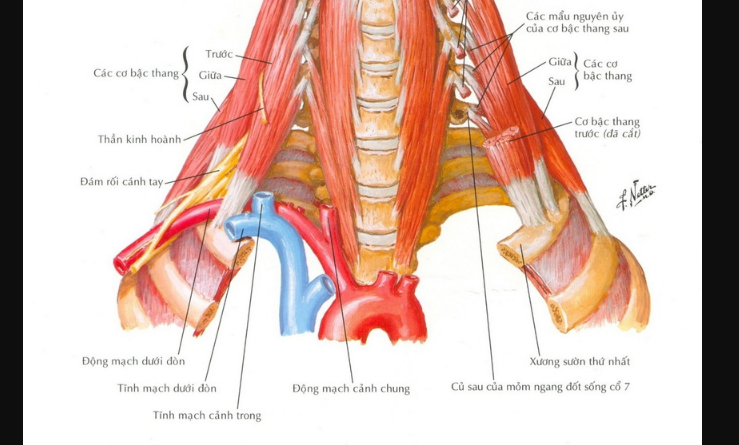 Các mẩu nguyên ủy
của cơ bậc thang sau
Trước
Các cơ bậc thang
Giữa
Sau
Giữa
Các cơ
bậc thang
Sau
Thần kinh hoành
Cơ bậc thang
trước (đã cắt)
Đám rối cánh tay
F. Netter
M.D.
Động mạch dưới đòn
Xương sườn thứ nhất
Tĩnh mạch dưới đòn
Động mạch cảnh chung
Củ sau của mỏm ngang đốt sống cổ 7
Tĩnh mạch cảnh trong